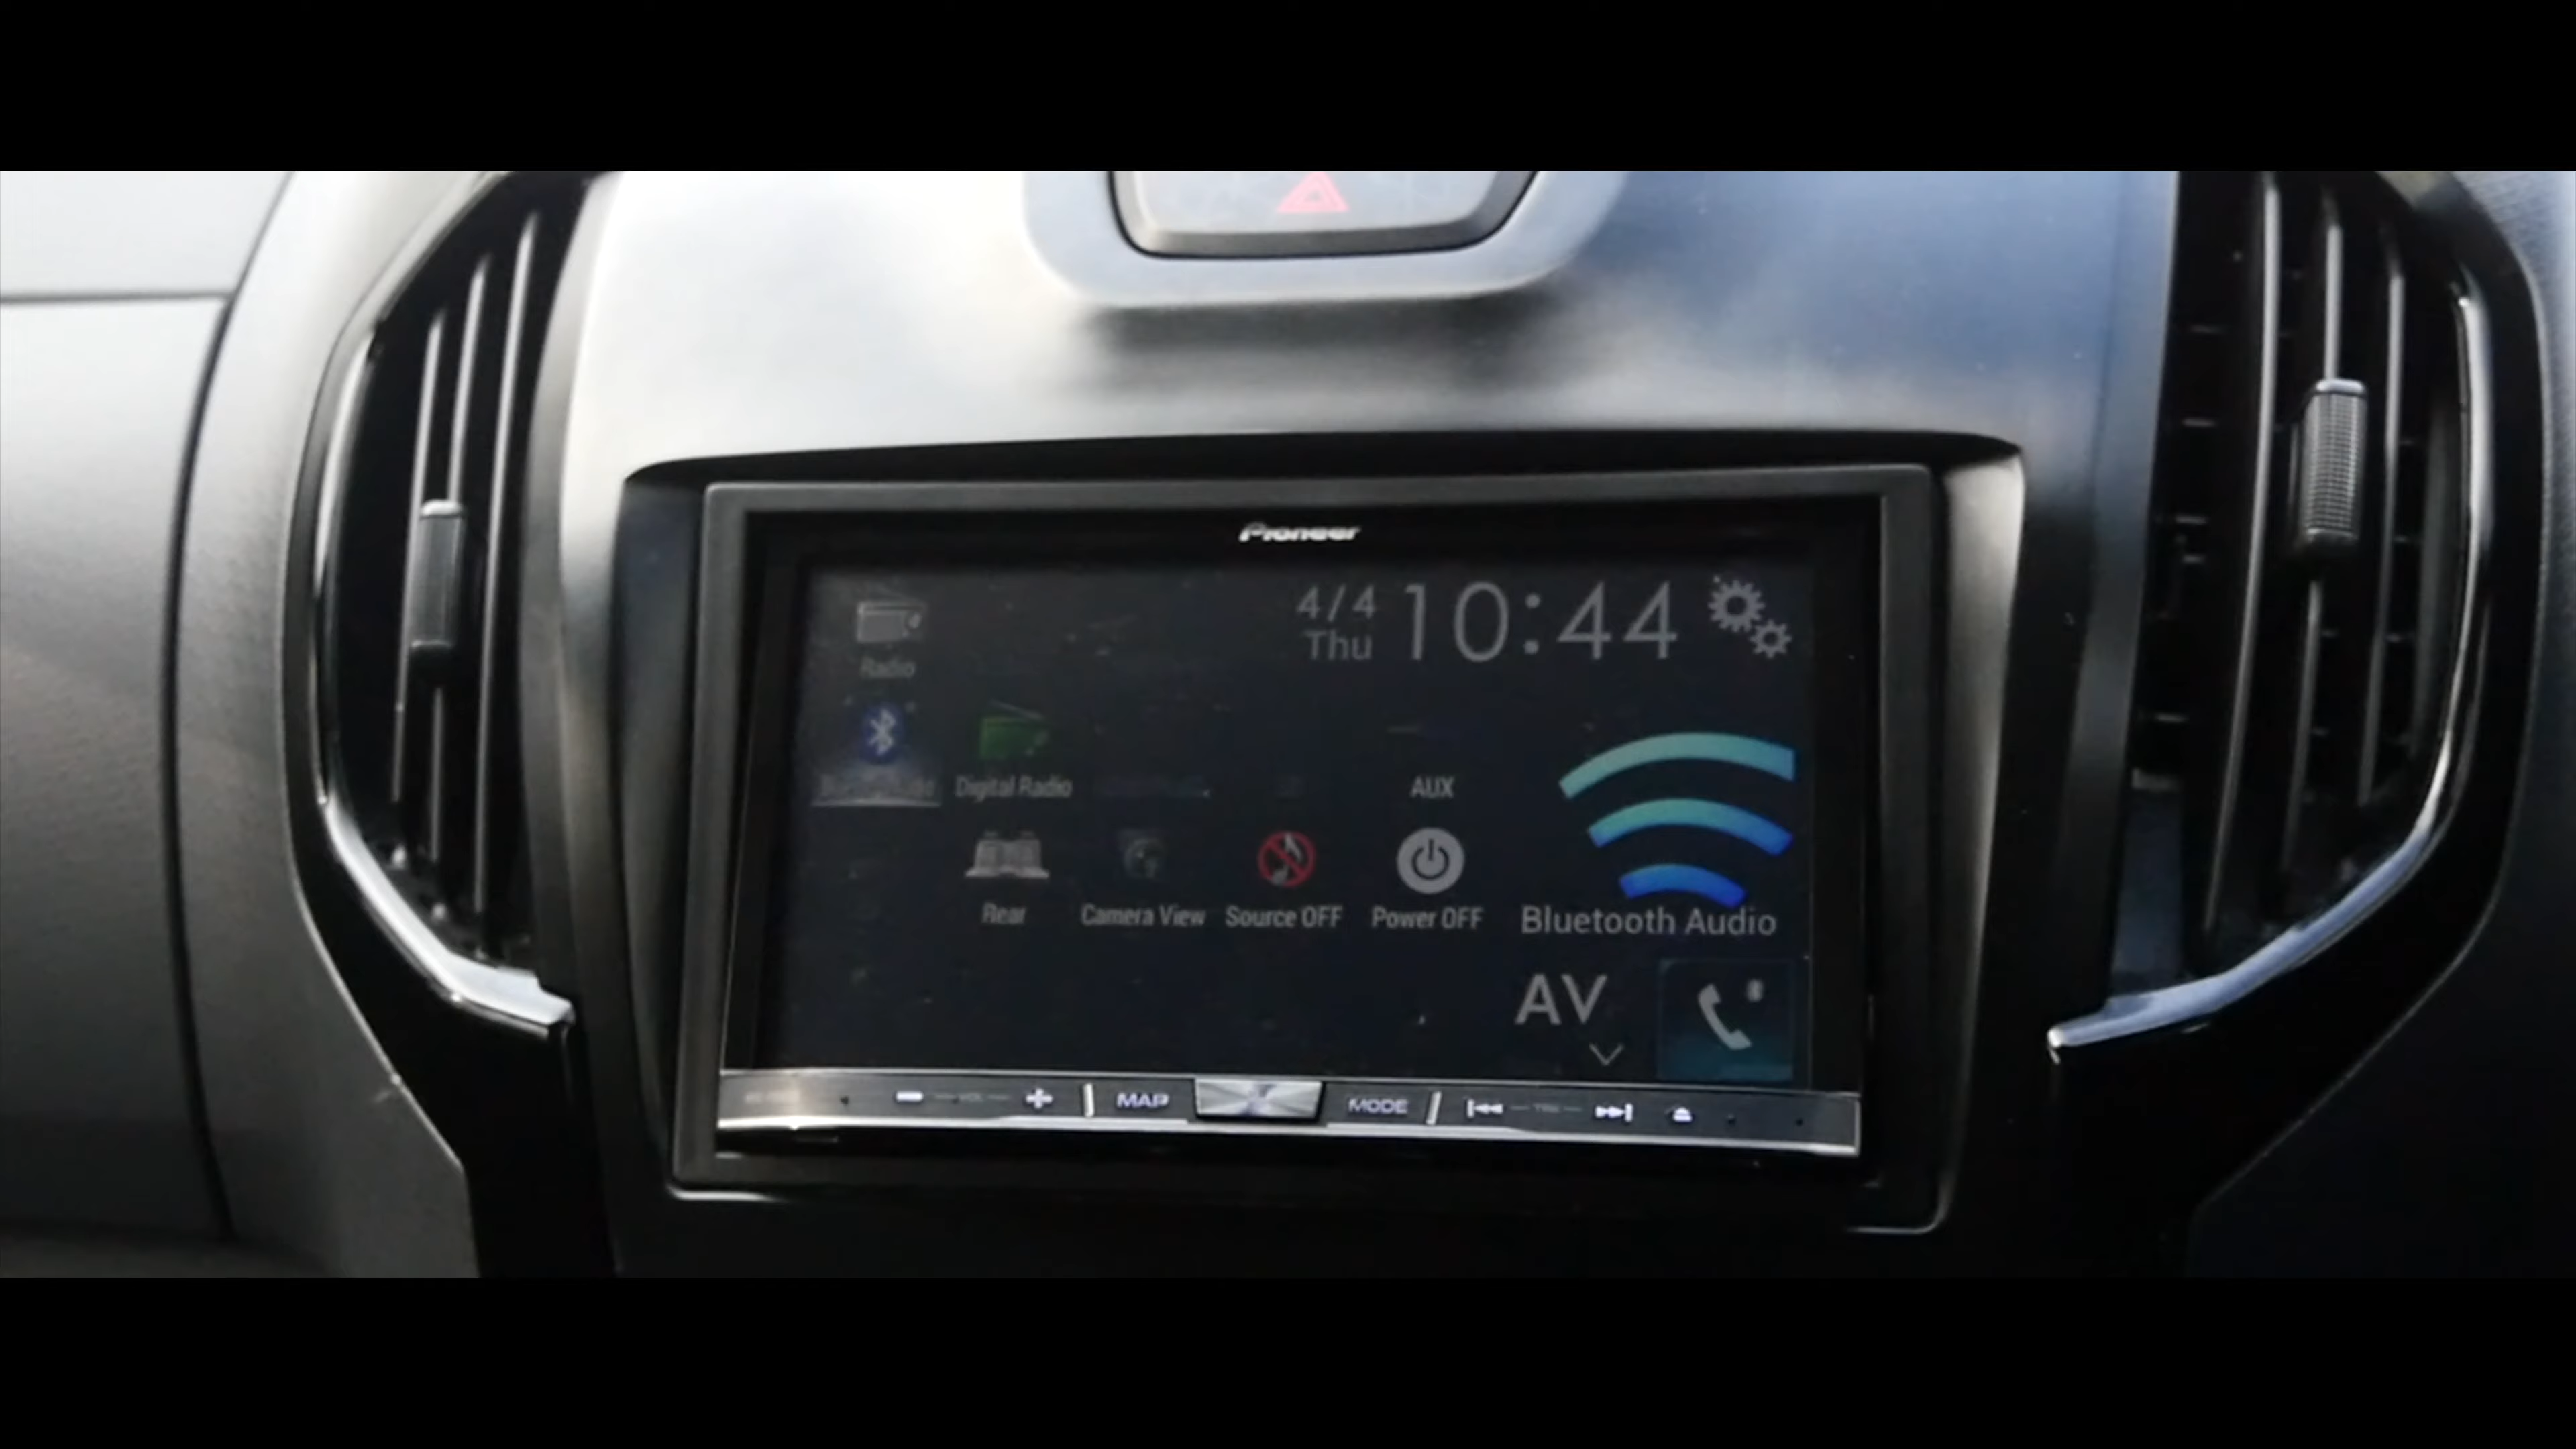 Pioneer
4/4
Thu
10:44
Radio
Digital Radio
AUX
Rear
Camera View
Source OFF
Power OFF
Bluetooth Audio
AV
MAP
MODE